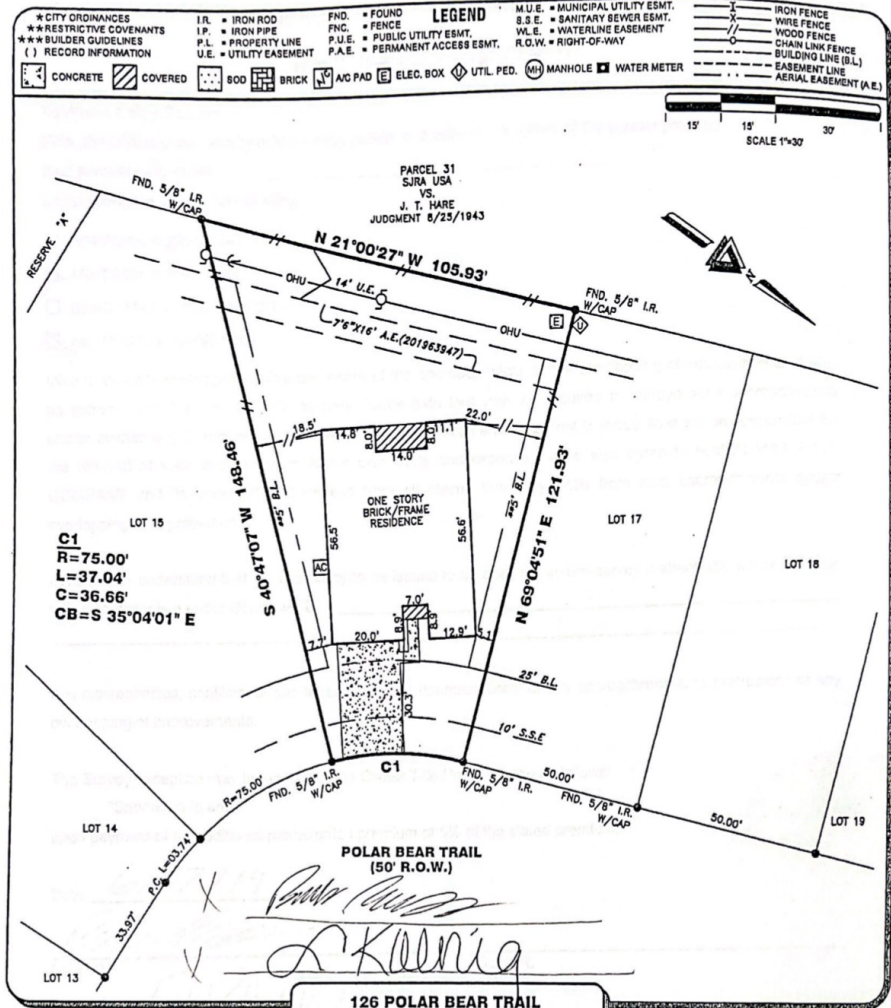 LEGEND
* CITY ORDINANCES
** RESTRICTIVE COVENANTS
*** BUILDER GUIDELINES
( ) RECORD INFORMATION
I.R. = IRON ROD
I.P. = IRON PIPE
P.L. = PROPERTY LINE
U.E. = UTILITY EASEMENT
FND. = FOUND
FNC. = FENCE
P.U.E. = PUBLIC UTILITY ESMT.
P.A.E. = PERMANENT ACCESS ESMT.
M.U.E. = MUNICIPAL UTILITY ESMT.
S.S.E. = SANITARY SEWER ESMT.
WL.E. = WATERLINE EASEMENT
R.O.W. = RIGHT-OF-WAY
IRON FENCE
WIRE FENCE
WOOD FENCE
CHAIN LINK FENCE
BUILDING LINE (B.L.)
EASEMENT LINE
AERIAL EASEMENT (A.E.)
CONCRETE COVERED SOD BRICK A/C A/C PAD E ELEC. BOX U UTIL. PED. MH MANHOLE WATER METER
15' 15' 30'
SCALE 1"=30'
PARCEL 31
SJRA USA
VS.
J. T. HARE
JUDGMENT 8/25/1943
FND. 5/8" I.R.
W/CAP
RESERVE "A"
N 21°00'27" W 105.93'
N
OHU
14' U.E.
OHU
FND. 5/8" I.R.
W/CAP
E U
7'6"X16' A.E.(201963947)
18.5'
14.8'
8.0'
14.0'
8.0'
11.1'
22.0'
**5' B.L.
**5' B.L.
S 40°47'07" W 148.46'
N 69°04'51" E 121.93'
ONE STORY
BRICK/FRAME
RESIDENCE
56.5'
56.6'
AC
LOT 15
LOT 17
LOT 18
C1
R=75.00'
L=37.04'
C=36.66'
CB=S 35°04'01" E
7.7'
20.0'
7.0'
8.9'
8.9'
12.9'
5.1'
25' B.L.
30.3'
10' S.S.E
C1
R=75.00'
FND. 5/8" I.R.
W/CAP
FND. 5/8" I.R.
W/CAP
50.00'
FND. 5/8" I.R.
W/CAP
50.00'
LOT 19
LOT 14
P.C. L=03.74'
33.97'
LOT 13
POLAR BEAR TRAIL
(50' R.O.W.)
X
L Koenig
126 POLAR BEAR TRAIL